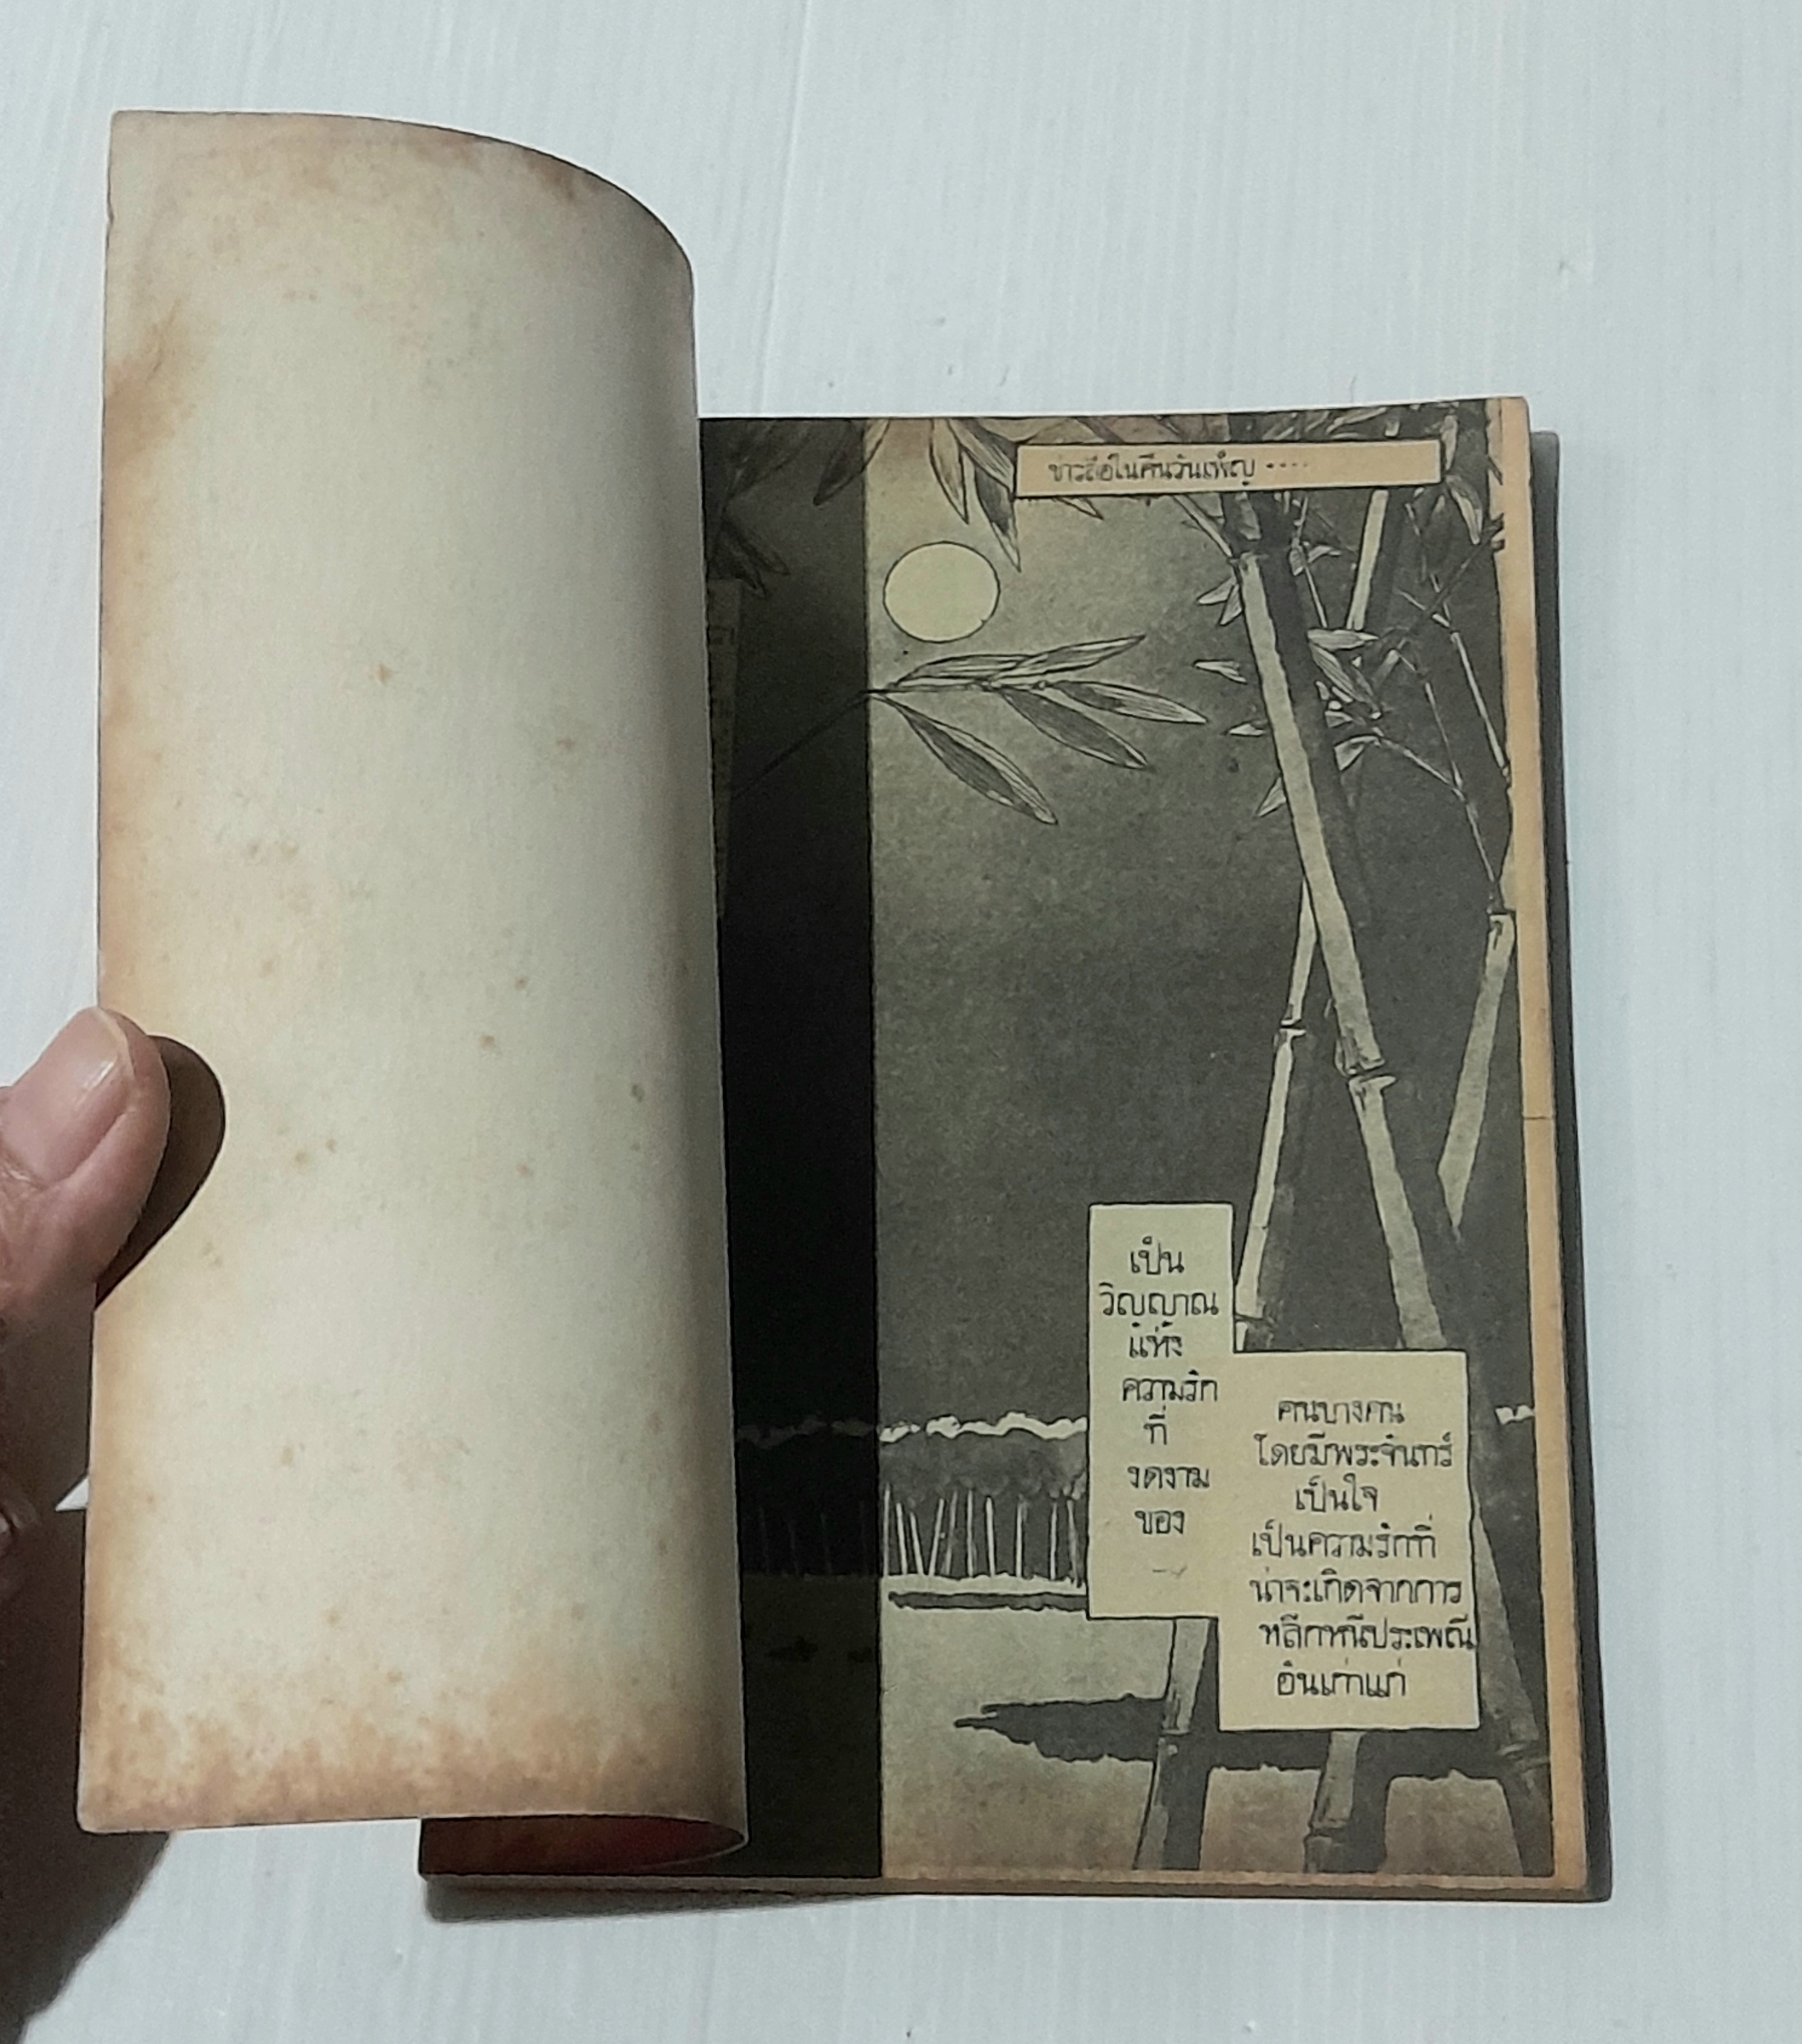 ข่าวลือในคืนวันเพ็ญ ....
เป็น
วิญญาณ
แห่ง
ความรัก
ที่
งดงาม
ของ
คนบางคน
โดยมีพระจันทร์
เป็นใจ
เป็นความรักที่
น่าจะเกิดจากการ
หลีกหนีประเพณี
อันเก่าแก่